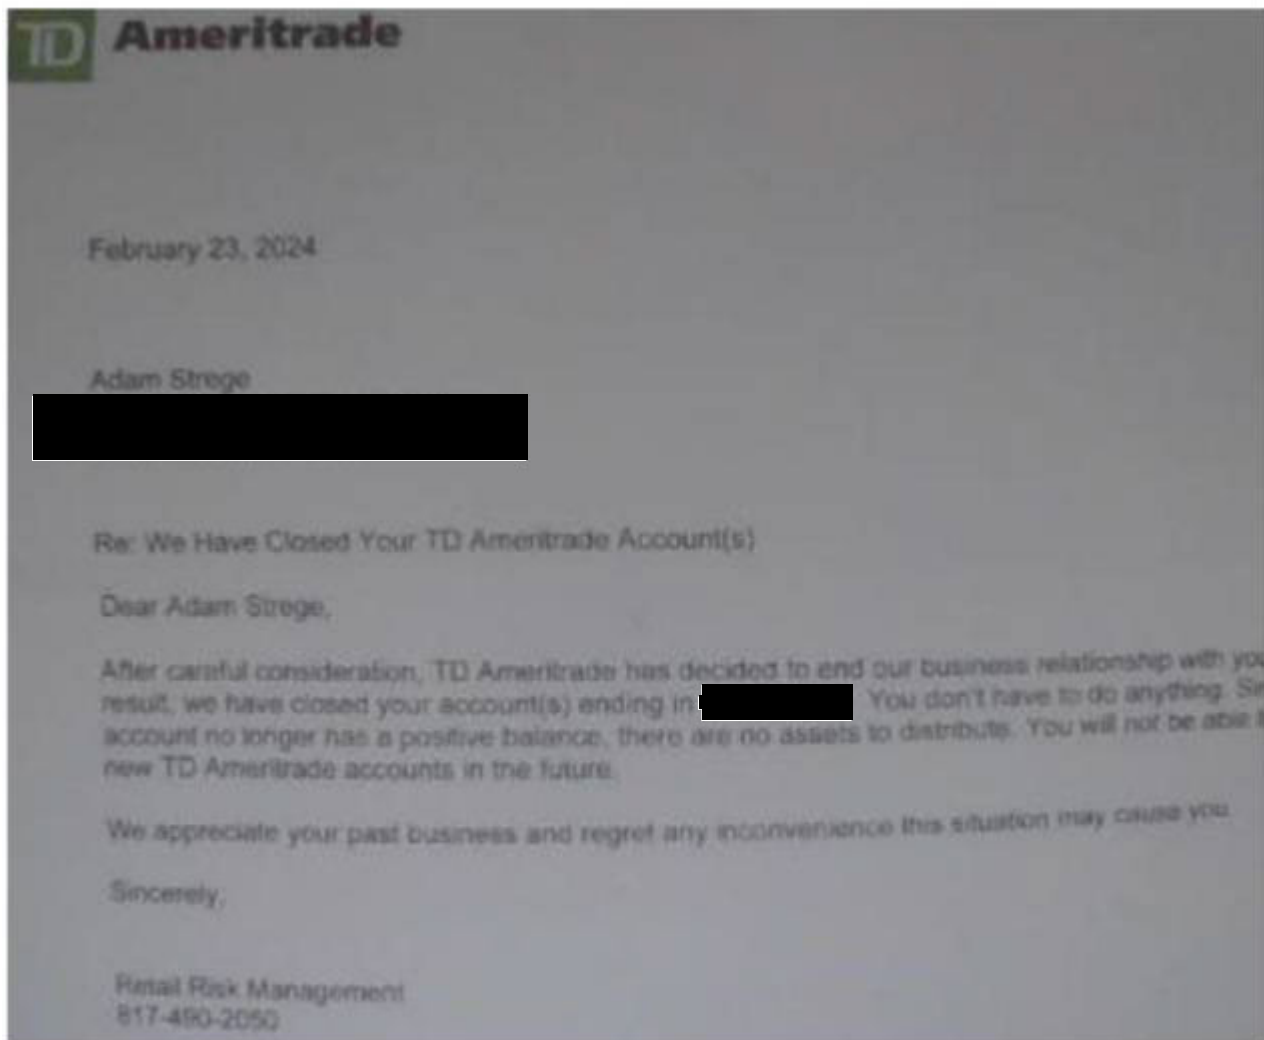 TD Ameritrade
February 23, 2024
Adam Strege
Re: We Have Closed Your TD Ameritrade Account(s)
Dear Adam Strege,
After careful consideration, TD Ameritrade has decided to end our business relationship with
result, we have closed your account(s) ending in You don't have to do anything.
account no longer has a positive balance, there are no assets to distribute. You will not be able
new TD Ameritrade accounts in the future.
We appreciate your past business and regret any inconvenience this situation may cause you.
Sincerely,
Retail Risk Management
817-490-2050